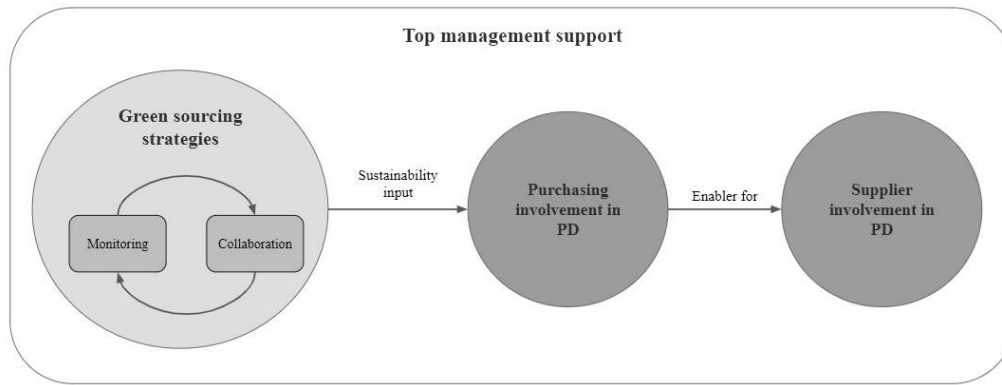 Top management support
Green sourcing
strategies
Monitoring
Collaboration
Sustainability
input
Purchasing
involvement in
PD
Enabler for
Supplier
involvement in
PD